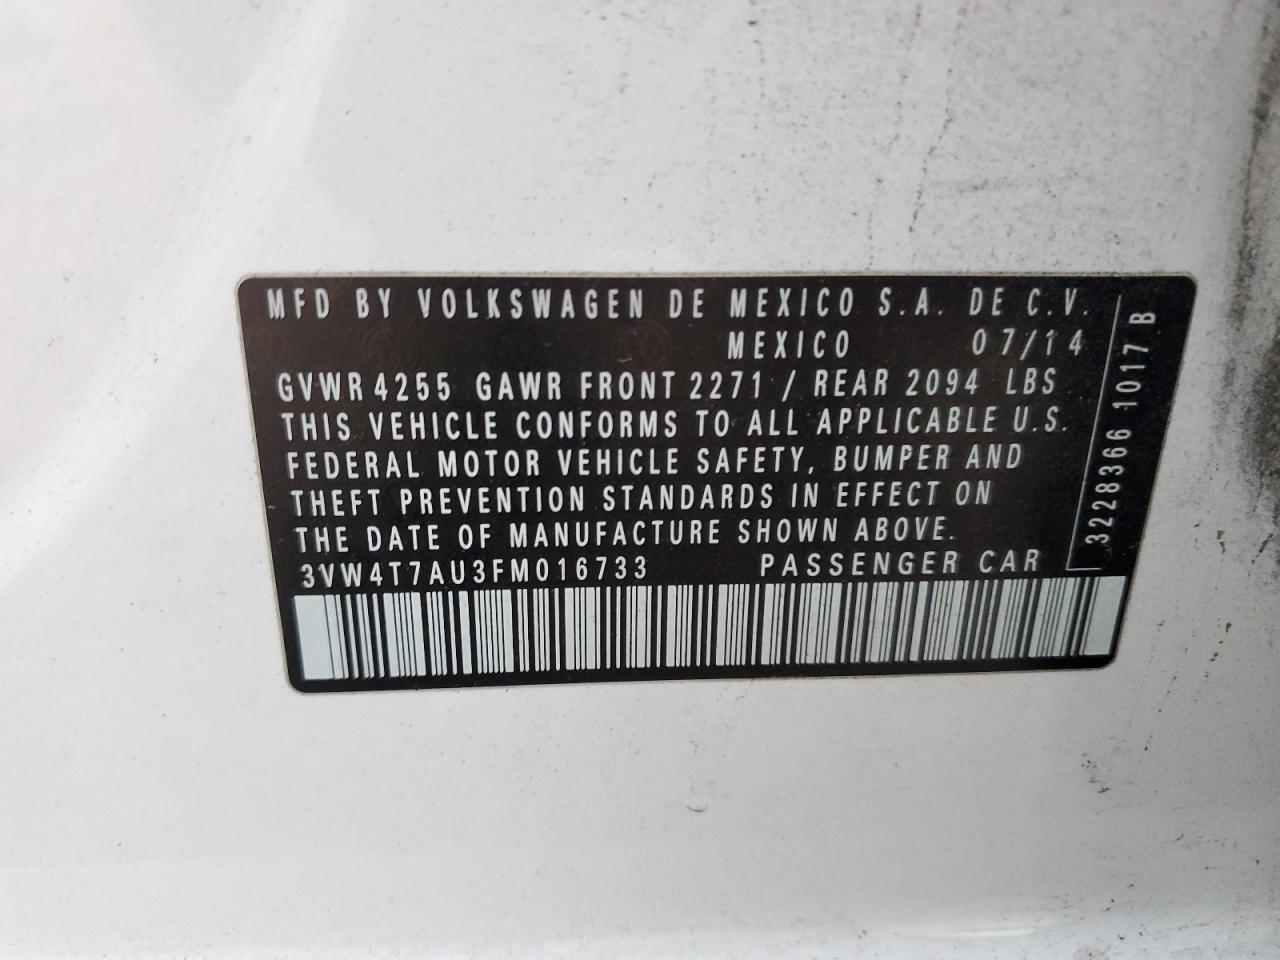 MFD BY VOLKSWAGEN DE MEXICO S.A. DE C.V.
MEXICO 07/14
GVWR 4255 GAWR FRONT 2271 / REAR 2094 LBS
THIS VEHICLE CONFORMS TO ALL APPLICABLE U.S.
FEDERAL MOTOR VEHICLE SAFETY, BUMPER AND
THEFT PREVENTION STANDARDS IN EFFECT ON
THE DATE OF MANUFACTURE SHOWN ABOVE.
3VW4T7AU3FM016733 PASSENGER CAR
3228366 1017 B